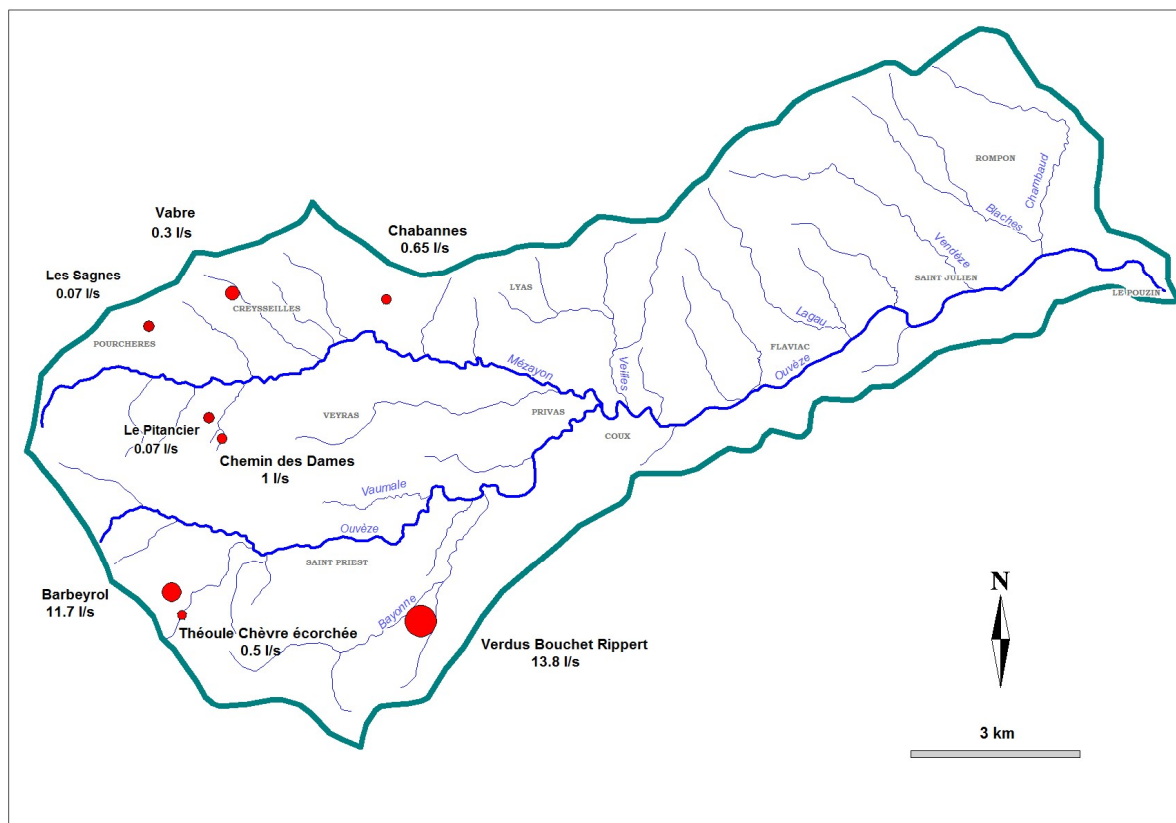 ROMPON
Chambaud
Blaches
Vabre
0.3 l/s
Chabannes
0.65 l/s
Vendèze
Les Sagnes
0.07 l/s
SAINT JULIEN
LYAS
LE POUZIN
CREYSSEILLES
Lagau
POURCHERES
FLAVIAC
Mézayon
Veilles
Ouvèze
VEYRAS
PRIVAS
Le Pitancier
0.07 l/s
COUX
Chemin des Dames
1 l/s
Vaumale
Ouvèze
SAINT PRIEST
Barbeyrol
11.7 l/s
Bayonne
Théoule Chèvre écorchée
0.5 l/s
Verdus Bouchet Rippert
13.8 l/s
N
3 km